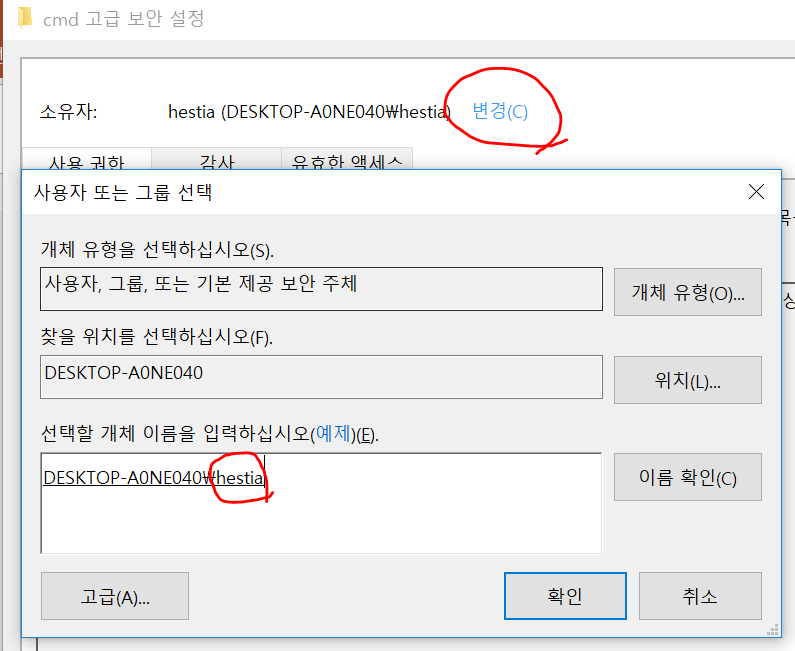 cmd 고급 보안 설정
소유자: hestia (DESKTOP-A0NE040₩hestia) 변경(C)
사용 권한 감사 유효한 액세스
사용자 또는 그룹 선택
개체 유형을 선택하십시오(S).
사용자, 그룹, 또는 기본 제공 보안 주체 개체 유형(O)...
찾을 위치를 선택하십시오(F).
DESKTOP-A0NE040 위치(L)...
선택할 개체 이름을 입력하십시오(예제)(E).
DESKTOP-A0NE040₩hestia 이름 확인(C)
고급(A)... 확인 취소